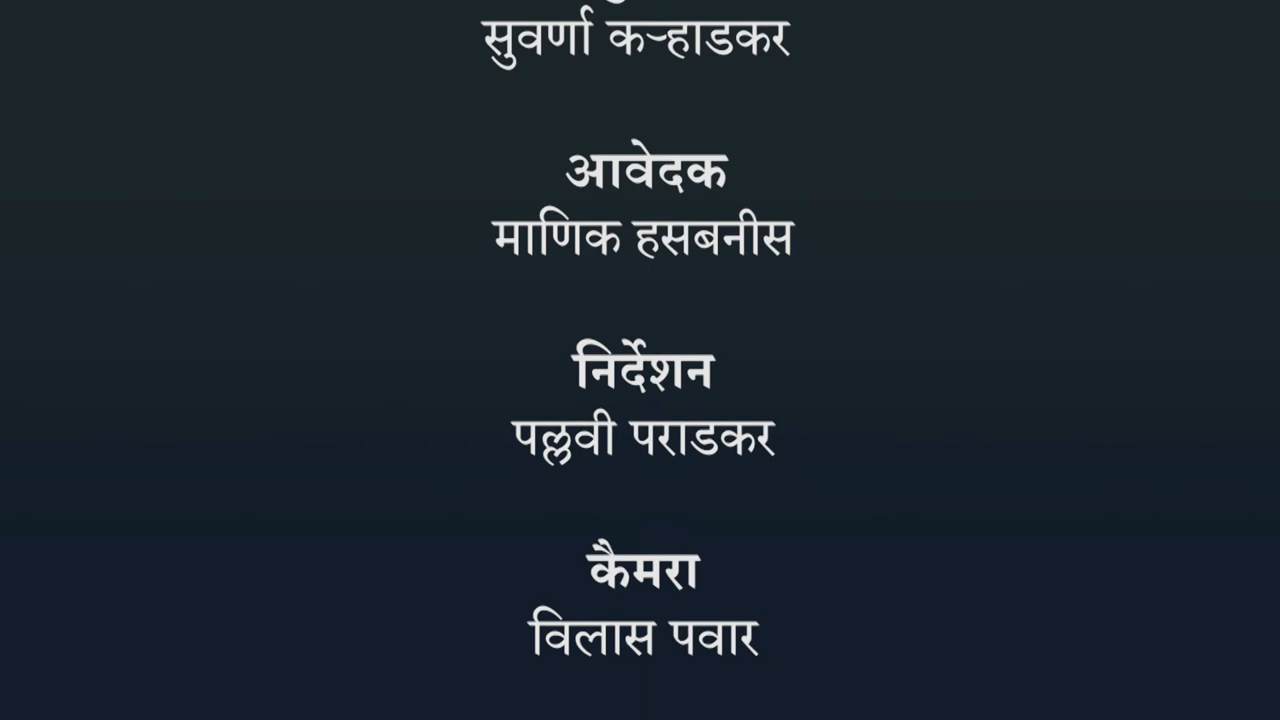 सुवर्णा कऱ्हाडकर
आवेदक
माणिक हसबनीस
निर्देशन
पल्लवी पराडकर
कैमरा
विलास पवार